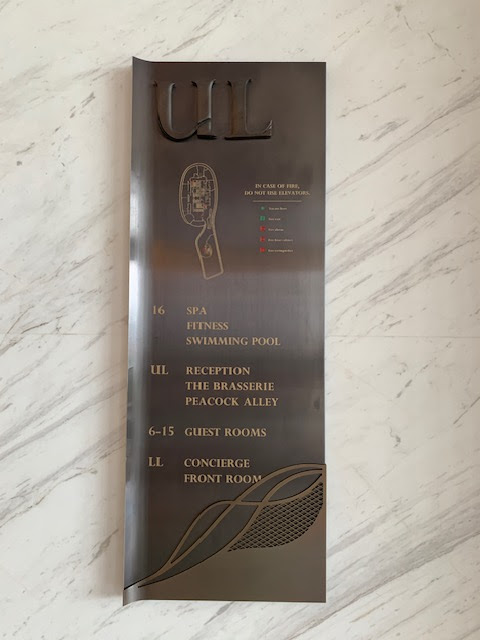 UL
IN CASE OF FIRE,
DO NOT THE ELEVATORS.
16 SPA
FITNESS
SWIMMING POOL
UL RECEPTION
THE BRASSERIE
PEACOCK ALLEY
6-15 GUEST ROOMS
LL CONCIERGE
FRONT ROOM